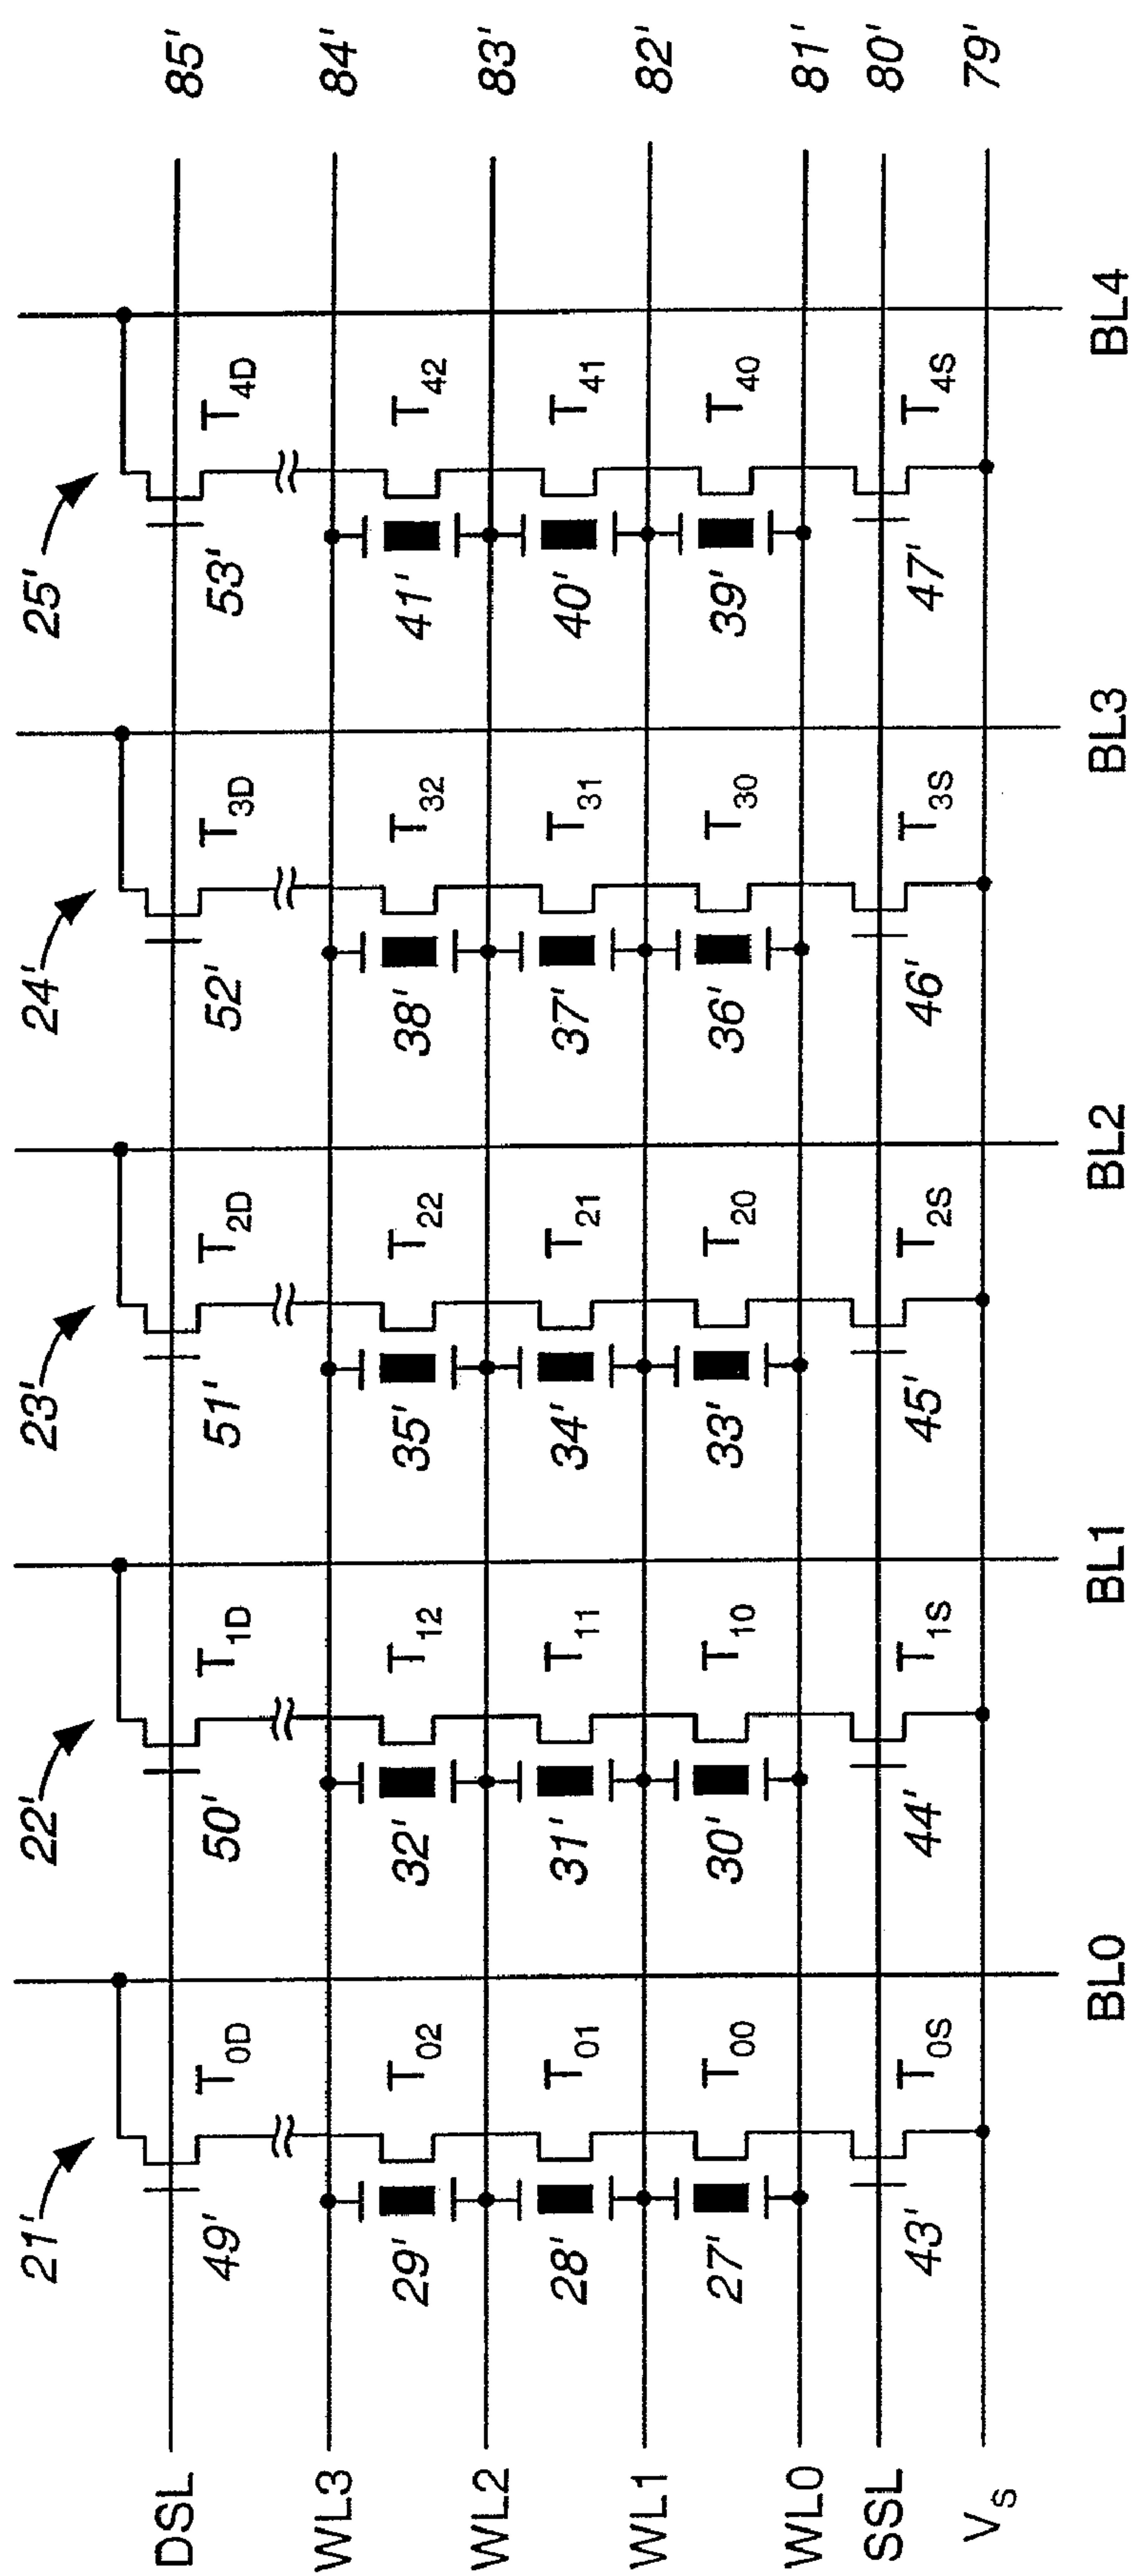 21' 22' 23' 24' 25'
DSL 85'
T0D T1D T2D T3D T4D
49' 50' 51' 52' 53'
WL3 84'
T02 T12 T22 T32 T42
29' 32' 35' 38' 41'
WL2 83'
T01 T11 T21 T31 T41
28' 31' 34' 37' 40'
WL1 82'
T00 T10 T20 T30 T40
27' 30' 33' 36' 39'
WL0 81'
SSL 80'
T0S T1S T2S T3S T4S
43' 44' 45' 46' 47'
VS 79'
BL0 BL1 BL2 BL3 BL4